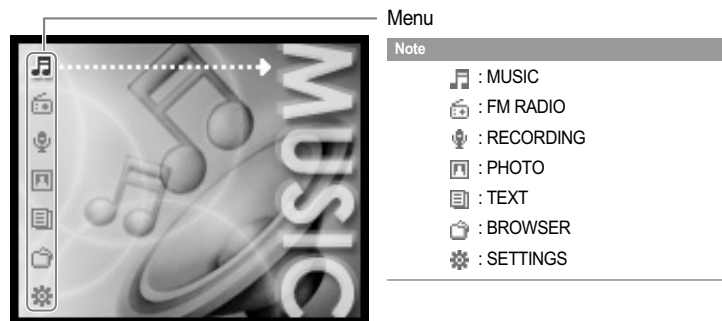 Menu
Note
: MUSIC
: FM RADIO
: RECORDING
: PHOTO
: TEXT
: BROWSER
: SETTINGS
MUSIC